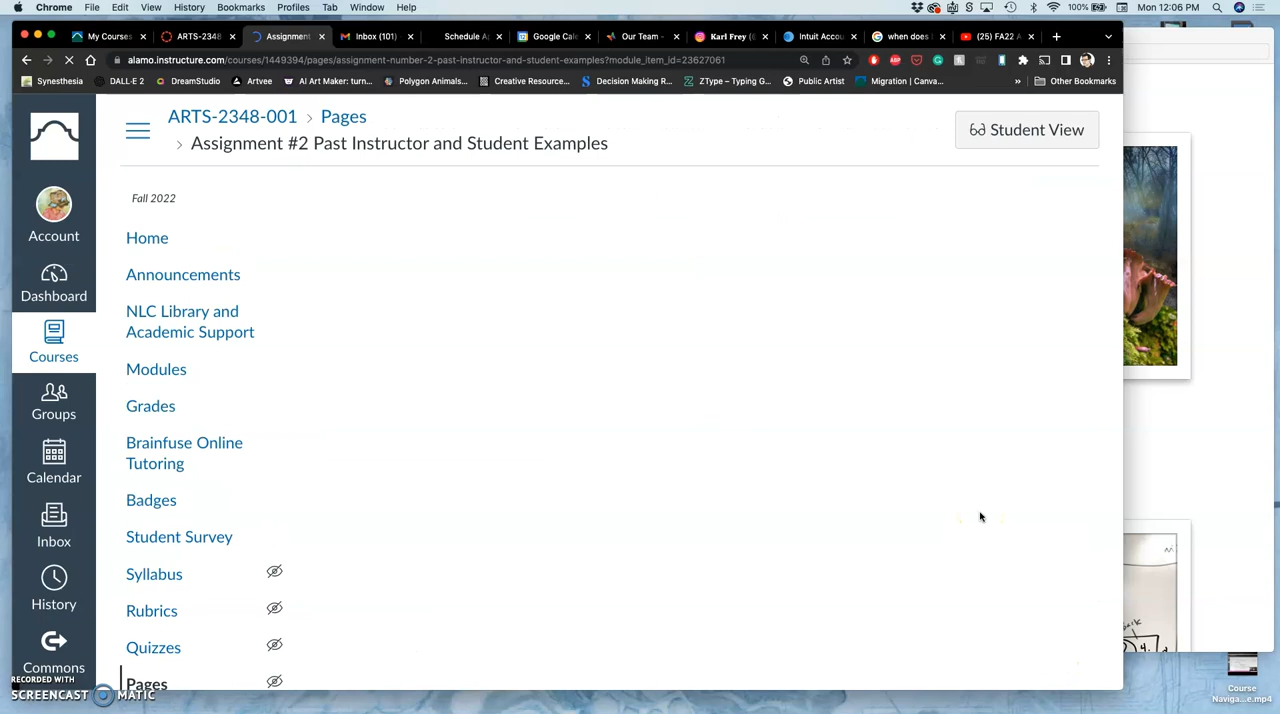 Chrome File Edit View History Bookmarks Profiles Tab Window Help 100% Mon 12:06 PM
My Courses ARTS-2348 Assignment Inbox (101) Schedule A Google Cale Our Team - Karl Frey ( Intuit Accou when does (25) FA22 A
alamo.instructure.com/courses/1449394/pages/assignment-number-2-past-instructor-and-student-examples?module_item_id=23627061
Synesthesia DALL·E 2 DreamStudio Artvee AI Art Maker: turn... Polygon Animals... Creative Resource... Decision Making R... ZType – Typing G... Public Artist Migration | Canva... » Other Bookmarks
ARTS-2348-001 › Pages
› Assignment #2 Past Instructor and Student Examples
Student View
Account
Dashboard
Courses
Groups
Calendar
Inbox
History
Commons
Fall 2022
Home
Announcements
NLC Library and
Academic Support
Modules
Grades
Brainfuse Online
Tutoring
Badges
Student Survey
Syllabus
Rubrics
Quizzes
Pages
RECORDED WITH
SCREENCAST MATIC
4.
Course
Naviga...e.mp4